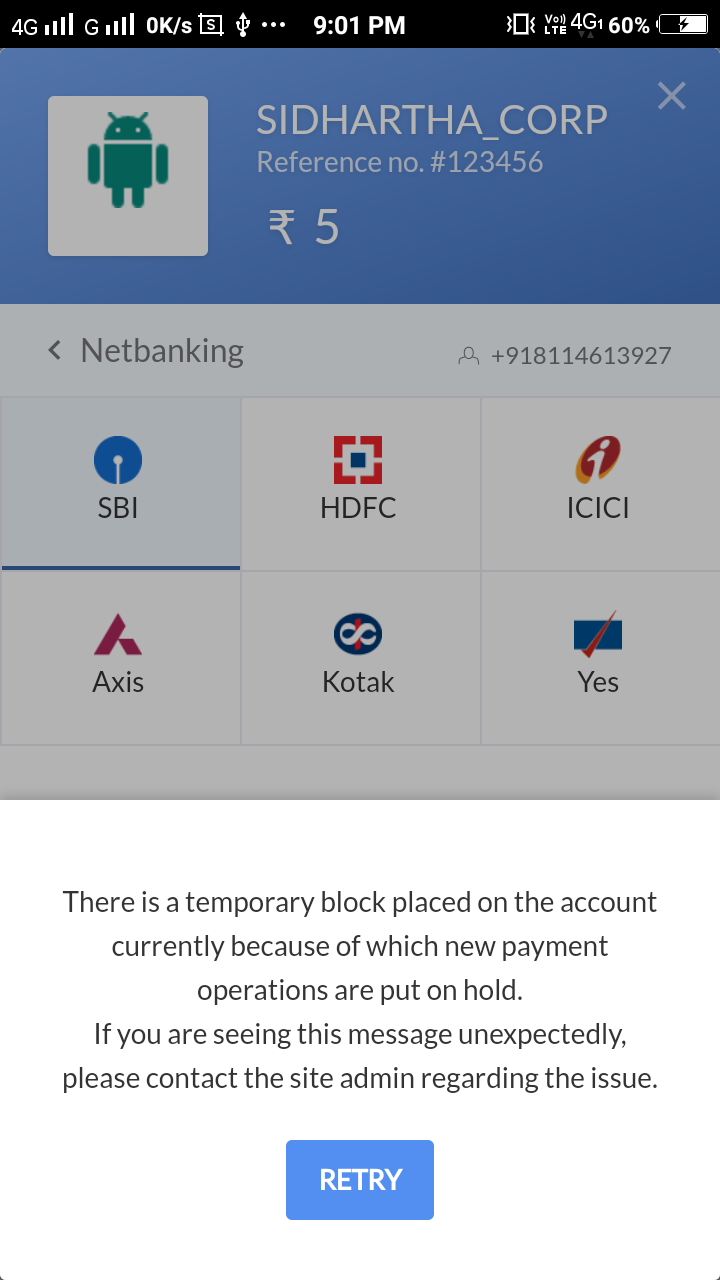 4G G 0K/s S 9:01 PM Vo)) LTE 4G1 60%
SIDHARTHA_CORP
Reference no. #123456
₹ 5
Netbanking +918114613927
SBI HDFC ICICI
Axis Kotak Yes
There is a temporary block placed on the account
currently because of which new payment
operations are put on hold.
If you are seeing this message unexpectedly,
please contact the site admin regarding the issue.
RETRY